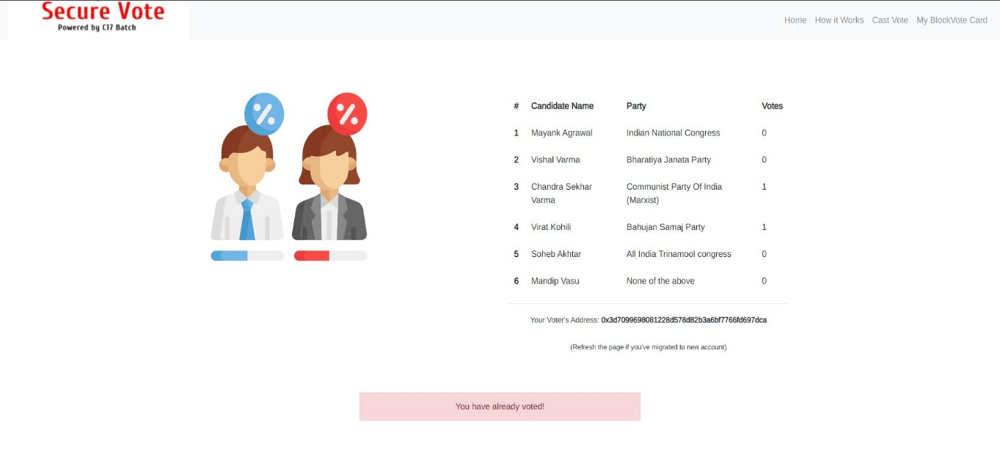 Secure Vote
Powered by C17 Batch
Home How it Works Cast Vote My BlockVote Card
% %
# Candidate Name Party Votes
1 Mayank Agrawal Indian National Congress 0
2 Vishal Varma Bharatiya Janata Party 0
3 Chandra Sekhar Communist Party Of India 1
Varma (Marxist)
4 Virat Kohili Bahujan Samaj Party 1
5 Soheb Akhtar All India Trinamool congress 0
6 Mandip Vasu None of the above 0
Your Voter's Address: 0x3d7099698081228d578d82b3a6bf7766fd697dca
(Refresh the page if you've migrated to new account)
You have already voted!